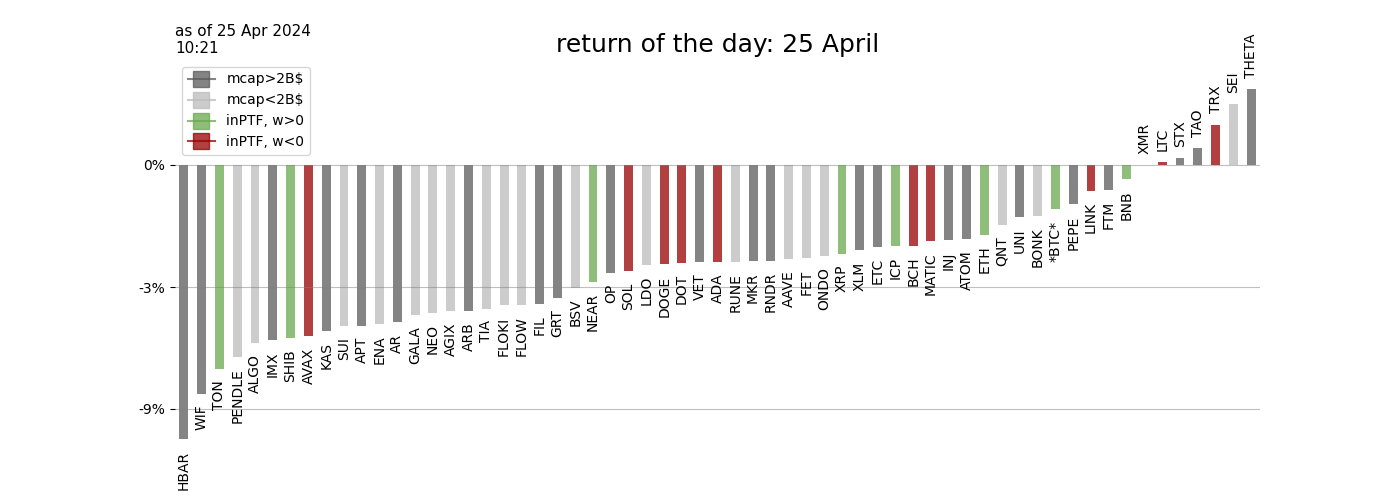 as of 25 Apr 2024
10:21
return of the day: 25 April
mcap>2B$
mcap<2B$
inPTF, w>0
inPTF, w<0
0%
-3%
-9%
HBAR
WIF
TON
PENDLE
ALGO
IMX
SHIB
AVAX
KAS
SUI
APT
ENA
AR
GALA
NEO
AGIX
ARB
TIA
FLOKI
FLOW
FIL
GRT
BSV
NEAR
OP
SOL
LDO
DOGE
DOT
VET
ADA
RUNE
MKR
RNDR
AAVE
FET
ONDO
XRP
XLM
ETC
ICP
BCH
MATIC
INJ
ATOM
ETH
QNT
UNI
BONK
*BTC*
PEPE
LINK
FTM
BNB
XMR
LTC
STX
TAO
TRX
SEI
THETA